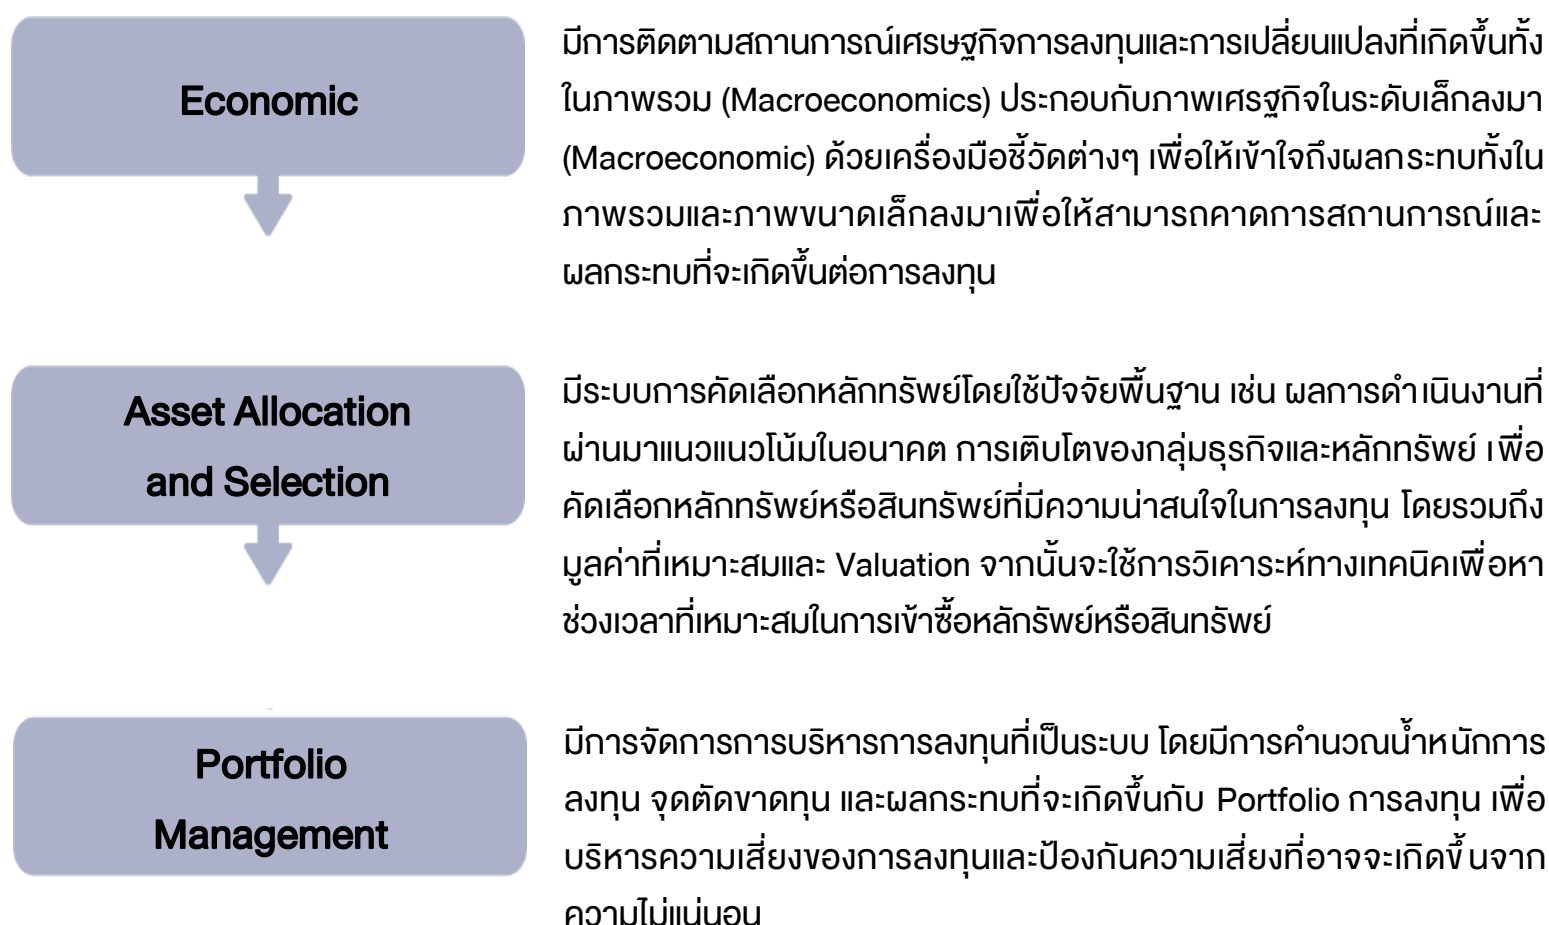 Economic
มีการติดตามสถานการณ์เศรษฐกิจการลงทุนและการเปลี่ยนแปลงที่เกิดขึ้นทั้ง
ในภาพรวม (Macroeconomics) ประกอบกับภาพเศรฐกิจในระดับเล็กลงมา
(Macroeconomic) ด้วยเครื่องมือชี้วัดต่างๆ เพื่อให้เข้าใจถึงผลกระทบทั้งใน
ภาพรวมและภาพขนาดเล็กลงมาเพื่อให้สามารถคาดการสถานการณ์และ
ผลกระทบที่จะเกิดขึ้นต่อการลงทุน
Asset Allocation
and Selection
มีระบบการคัดเลือกหลักทรัพย์โดยใช้ปัจจัยพื้นฐาน เช่น ผลการดำเนินงานที่
ผ่านมาแนวแนวโน้มในอนาคต การเติบโตของกลุ่มธุรกิจและหลักทรัพย์ เพื่อ
คัดเลือกหลักทรัพย์หรือสินทรัพย์ที่มีความน่าสนใจในการลงทุน โดยรวมถึง
มูลค่าที่เหมาะสมและ Valuation จากนั้นจะใช้การวิเคาระห์ทางเทคนิคเพื่อหา
ช่วงเวลาที่เหมาะสมในการเข้าซื้อหลักรัพย์หรือสินทรัพย์
Portfolio
Management
มีการจัดการการบริหารการลงทุนที่เป็นระบบ โดยมีการคำนวณน้ำหนักการ
ลงทุน จุดตัดขาดทุน และผลกระทบที่จะเกิดขึ้นกับ Portfolio การลงทุน เพื่อ
บริหารความเสี่ยงของการลงทุนและป้องกันความเสี่ยงที่อาจจะเกิดขึ้นจาก
ความไม่แน่นอน